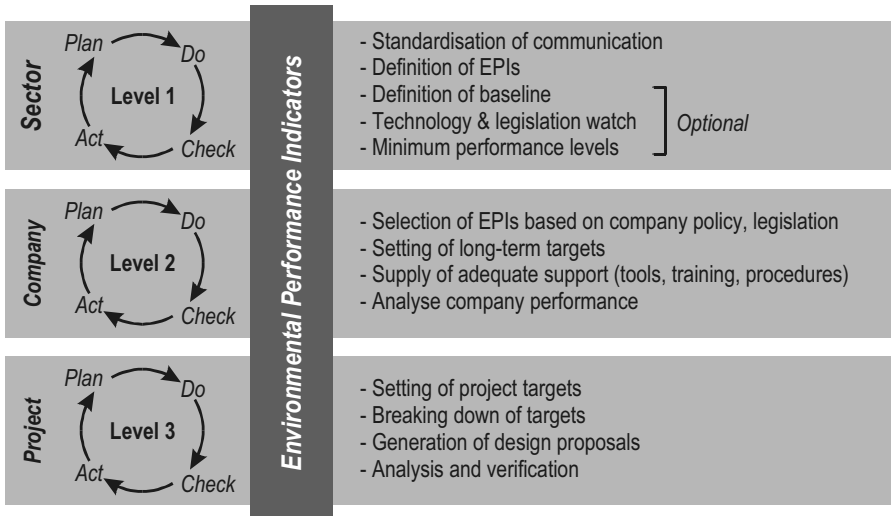 Sector
Plan
Do
Level 1
Act
Check
- Standardisation of communication
- Definition of EPIs
- Definition of baseline
- Technology & legislation watch
- Minimum performance levels
Optional
Environmental Performance Indicators
Company
Plan
Do
Level 2
Act
Check
- Selection of EPIs based on company policy, legislation
- Setting of long-term targets
- Supply of adequate support (tools, training, procedures)
- Analyse company performance
Project
Plan
Do
Level 3
Act
Check
- Setting of project targets
- Breaking down of targets
- Generation of design proposals
- Analysis and verification